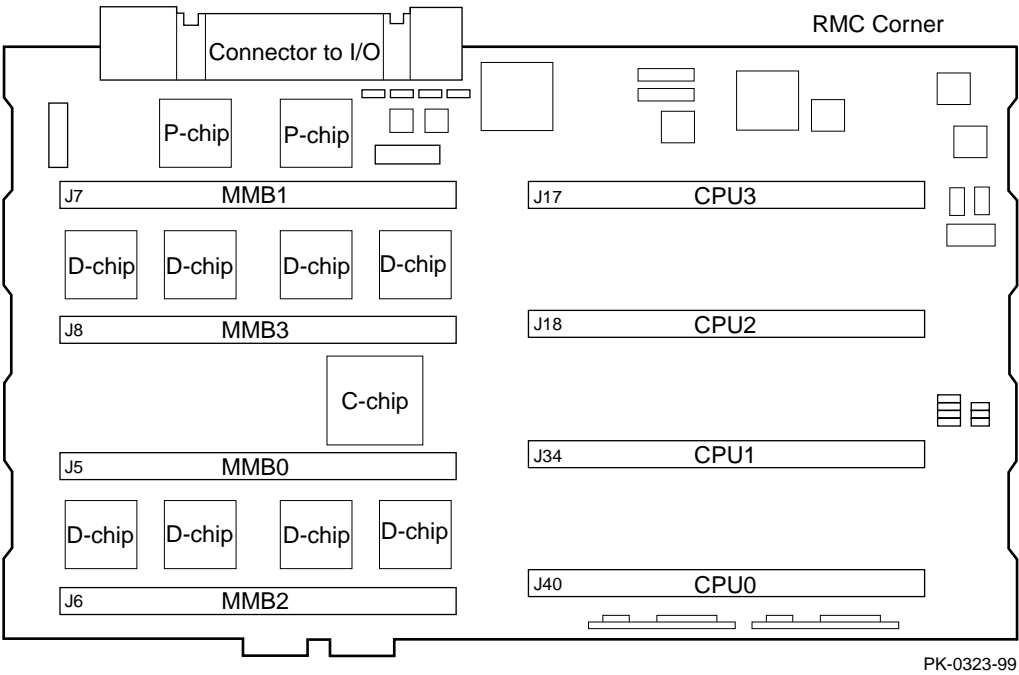 RMC Corner
Connector to I/O
P-chip P-chip
J7 MMB1
J17 CPU3
D-chip D-chip D-chip D-chip
J8 MMB3
J18 CPU2
C-chip
J5 MMB0
J34 CPU1
D-chip D-chip D-chip D-chip
J6 MMB2
J40 CPU0
PK-0323-99